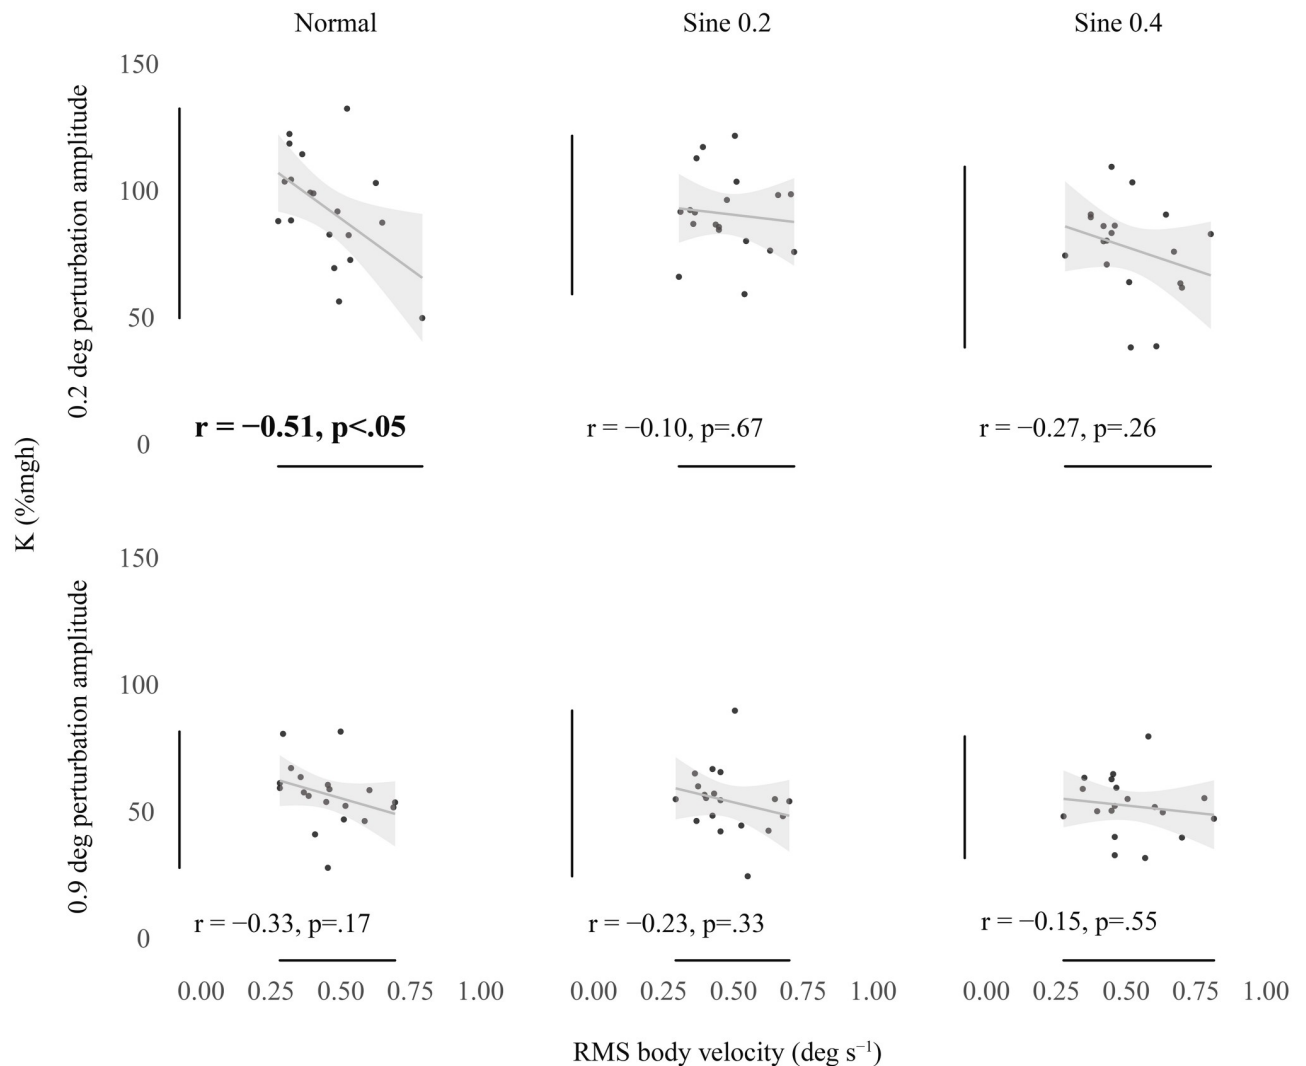 Normal
Sine 0.2
Sine 0.4
0.2 deg perturbation amplitude
150
100
50
0
r = −0.51, p<.05
r = −0.10, p=.67
r = −0.27, p=.26
K (%mgh)
0.9 deg perturbation amplitude
150
100
50
0
r = −0.33, p=.17
r = −0.23, p=.33
r = −0.15, p=.55
0.00 0.25 0.50 0.75 1.00
0.00 0.25 0.50 0.75 1.00
0.00 0.25 0.50 0.75 1.00
RMS body velocity (deg s⁻¹)